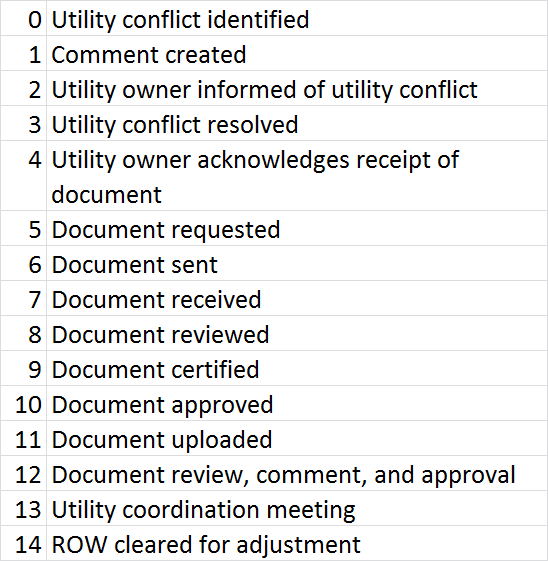 0 Utility conflict identified
1 Comment created
2 Utility owner informed of utility conflict
3 Utility conflict resolved
4 Utility owner acknowledges receipt of
document
5 Document requested
6 Document sent
7 Document received
8 Document reviewed
9 Document certified
10 Document approved
11 Document uploaded
12 Document review, comment, and approval
13 Utility coordination meeting
14 ROW cleared for adjustment